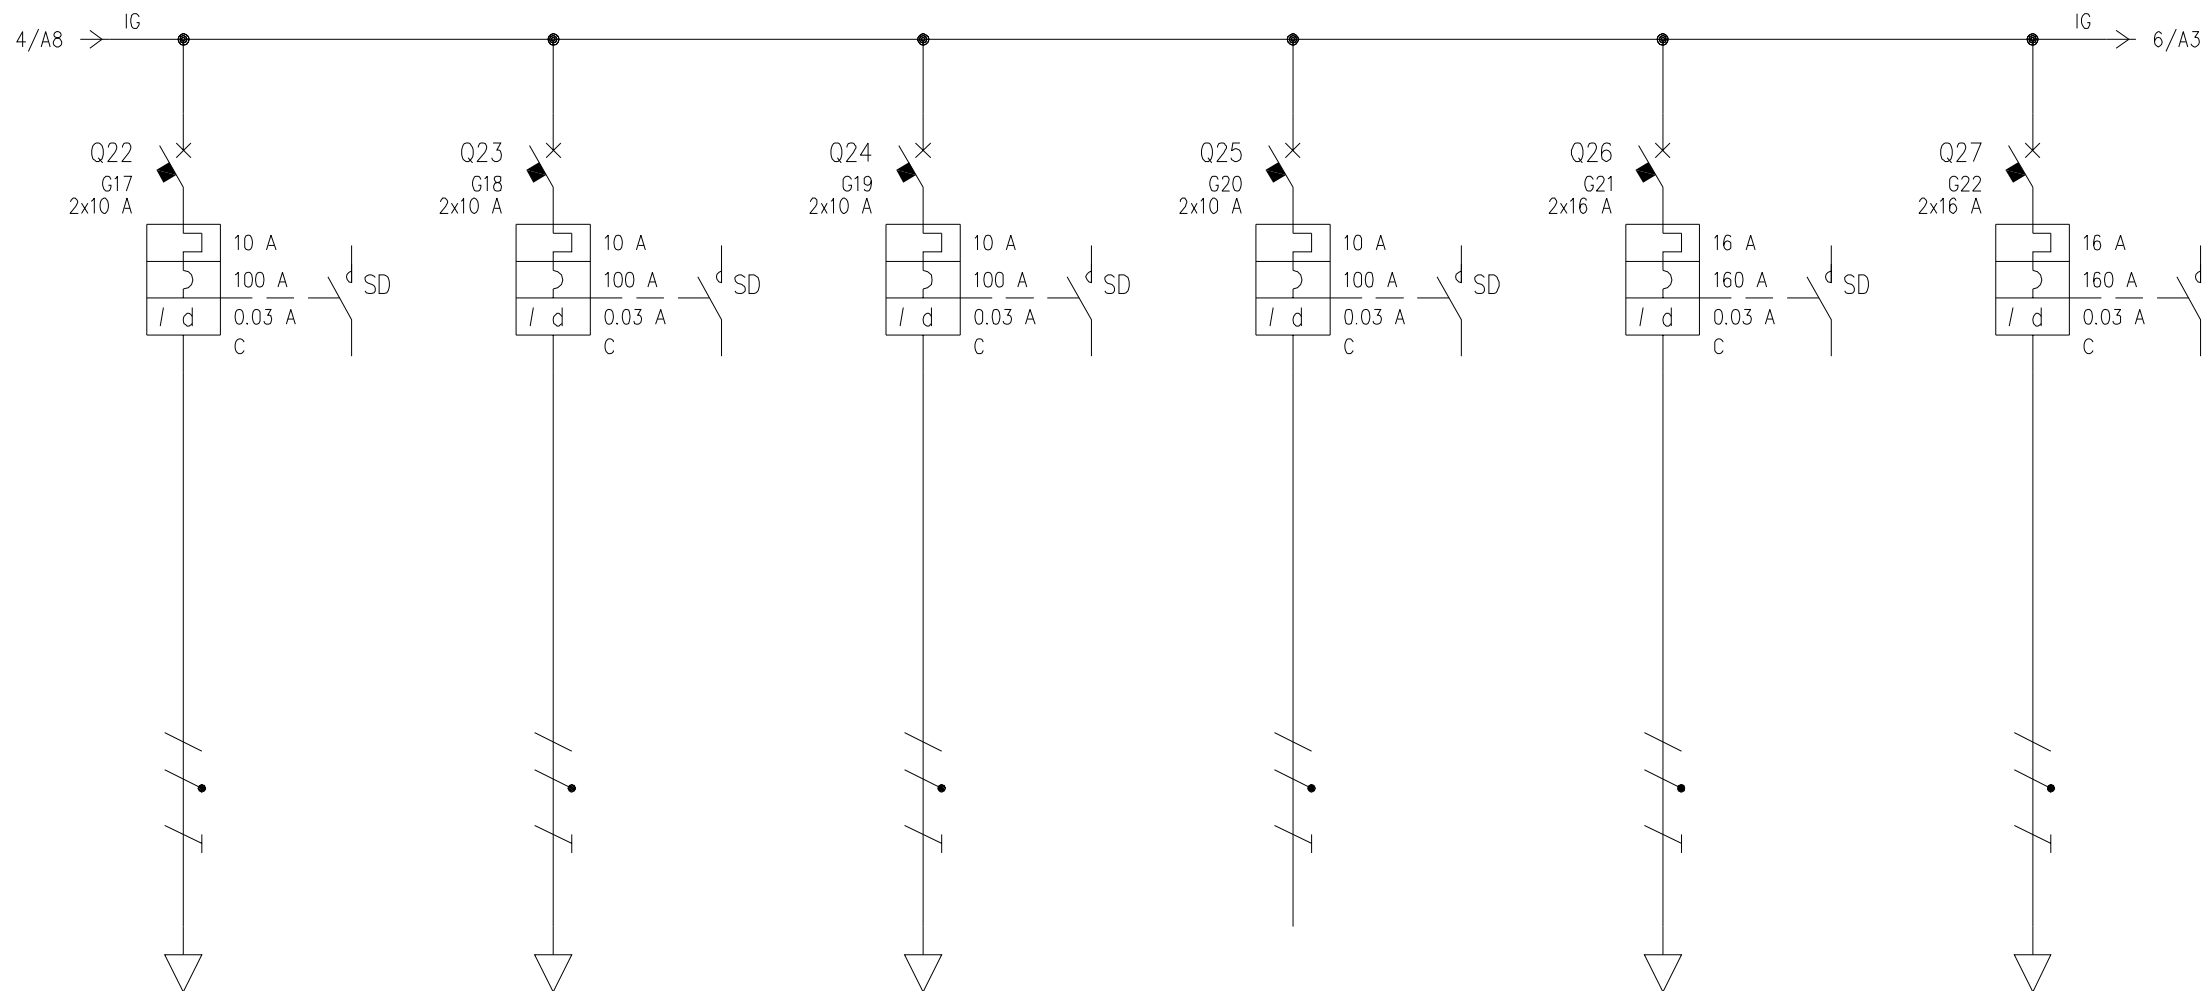 IG IG
4/A8 6/A3
Q22 Q23 Q24 Q25 Q26 Q27
G17 G18 G19 G20 G21 G22
2x10 A 2x10 A 2x10 A 2x10 A 2x16 A 2x16 A
10 A 10 A 10 A 10 A 16 A 16 A
100 A SD 100 A SD 100 A SD 100 A SD 160 A SD 160 A
I d 0.03 A I d 0.03 A I d 0.03 A I d 0.03 A I d 0.03 A I d 0.03 A
C C C C C C